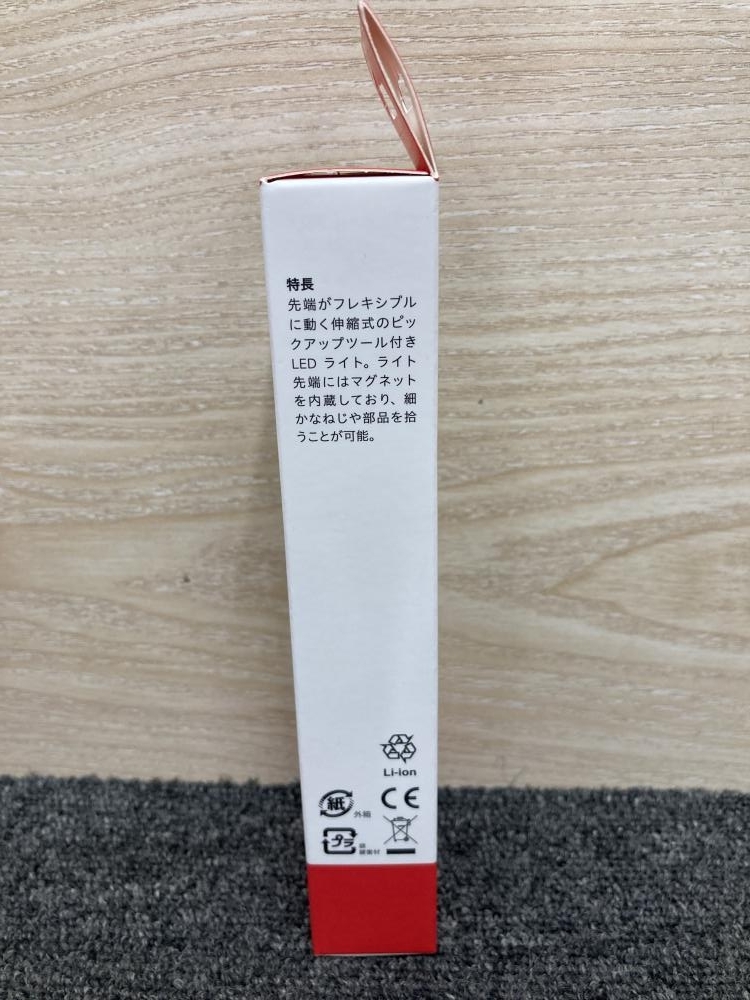 特長
先端がフレキシブル
に動く伸縮式のピッ
クアップツール付き
LED ライト。ライト
先端にはマグネット
を内蔵しており、細
かなねじや部品を拾
うことが可能。
Li-ion
紙 外箱 CE
プラ